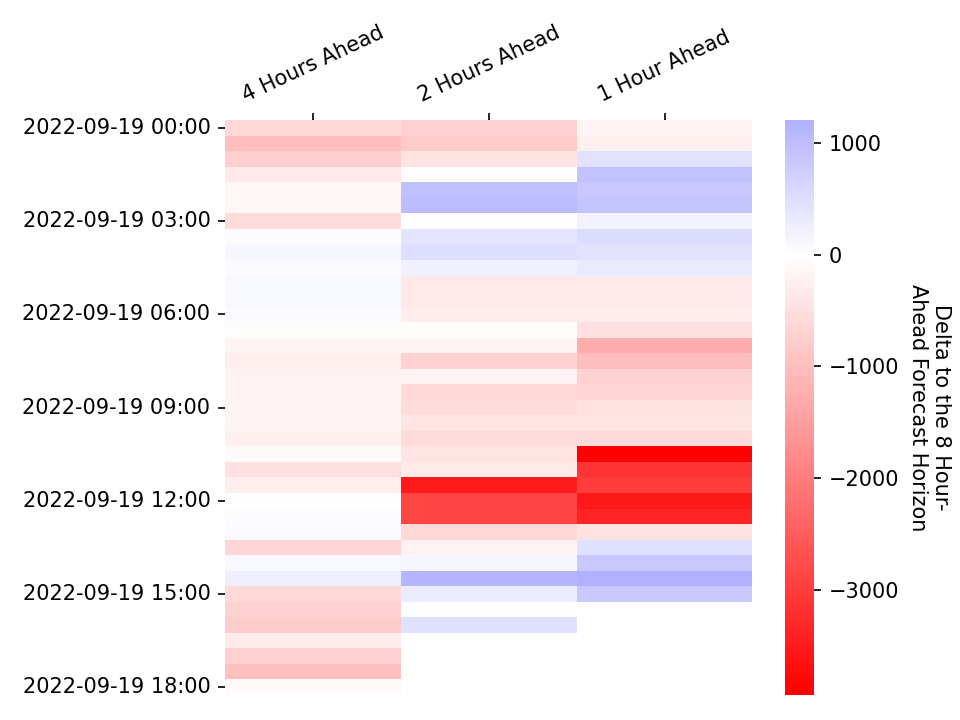 4 Hours Ahead
2 Hours Ahead
1 Hour Ahead
2022-09-19 00:00
2022-09-19 03:00
2022-09-19 06:00
2022-09-19 09:00
2022-09-19 12:00
2022-09-19 15:00
2022-09-19 18:00
1000
0
−1000
−2000
−3000
Delta to the 8 Hour-
Ahead Forecast Horizon